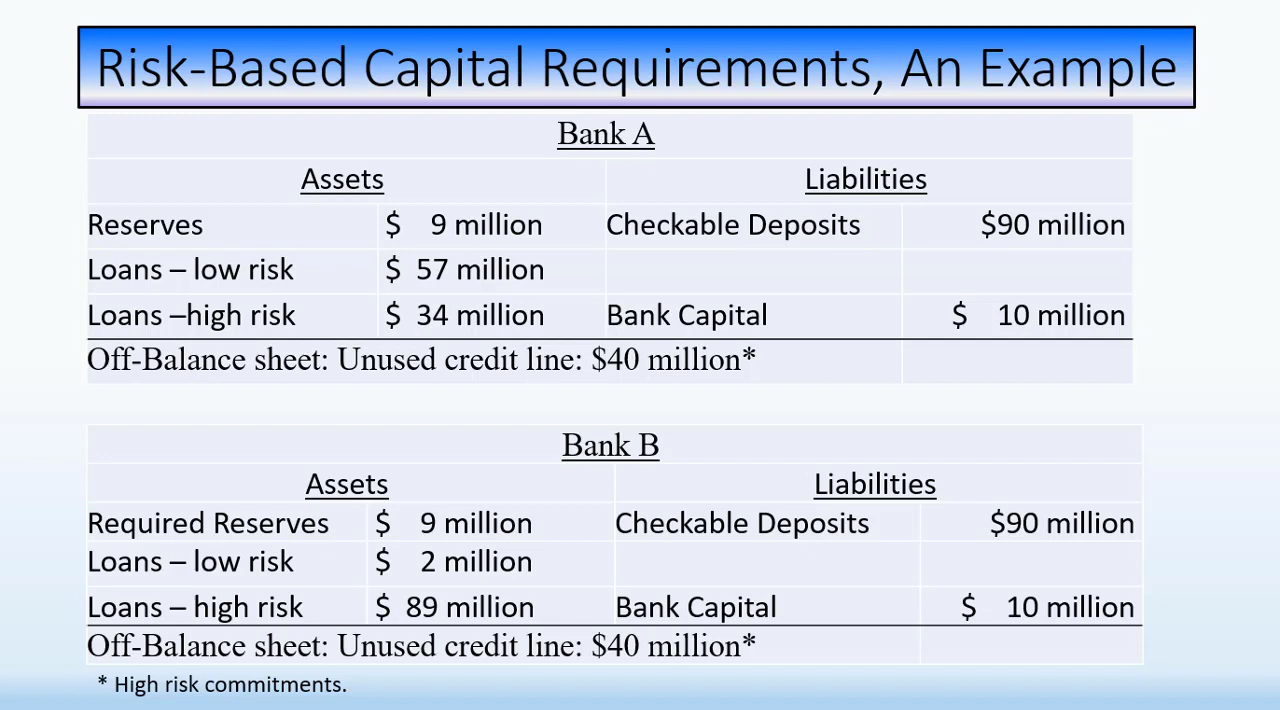 Risk-Based Capital Requirements, An Example
Bank A
Assets Liabilities
Reserves $ 9 million Checkable Deposits $90 million
Loans – low risk $ 57 million
Loans –high risk $ 34 million Bank Capital $ 10 million
Off-Balance sheet: Unused credit line: $40 million*
Bank B
Assets Liabilities
Required Reserves $ 9 million Checkable Deposits $90 million
Loans – low risk $ 2 million
Loans – high risk $ 89 million Bank Capital $ 10 million
Off-Balance sheet: Unused credit line: $40 million*
* High risk commitments.